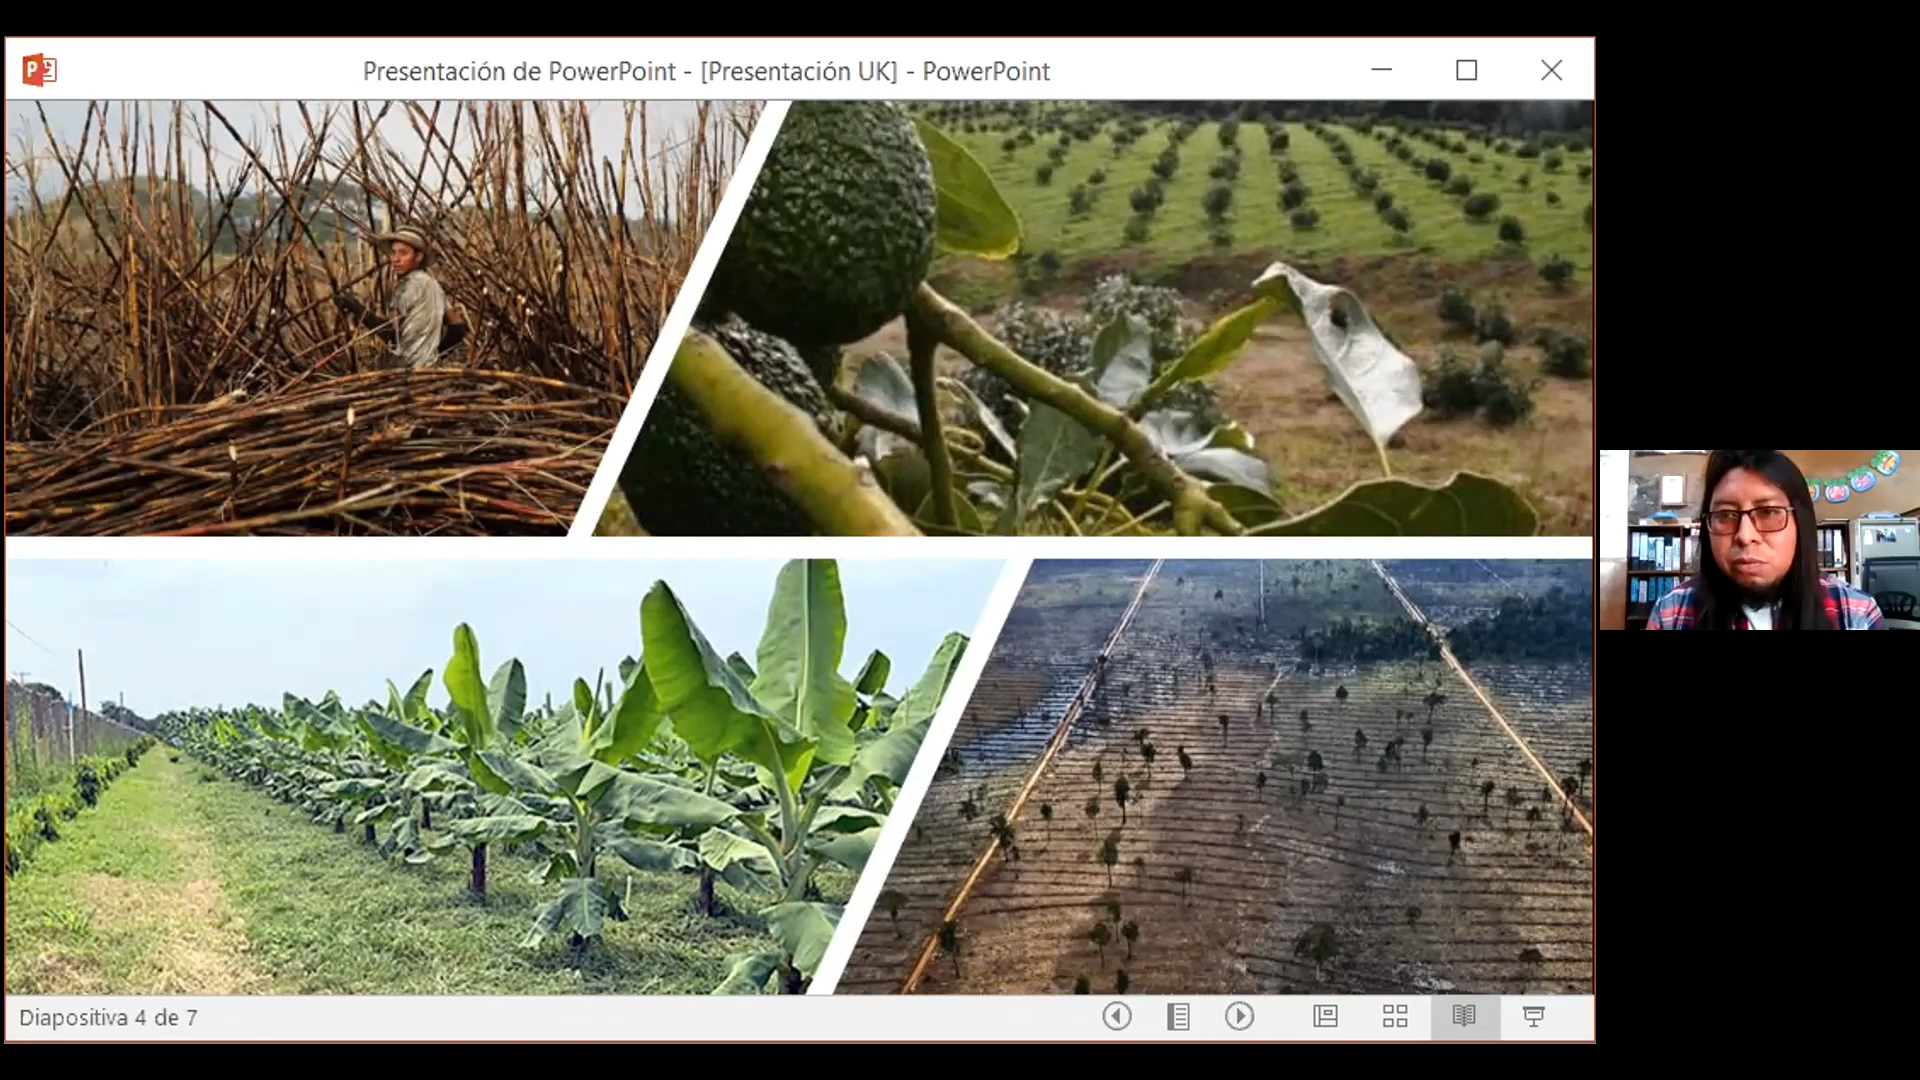 Presentación de PowerPoint - [Presentación UK] - PowerPoint
Diapositiva 4 de 7